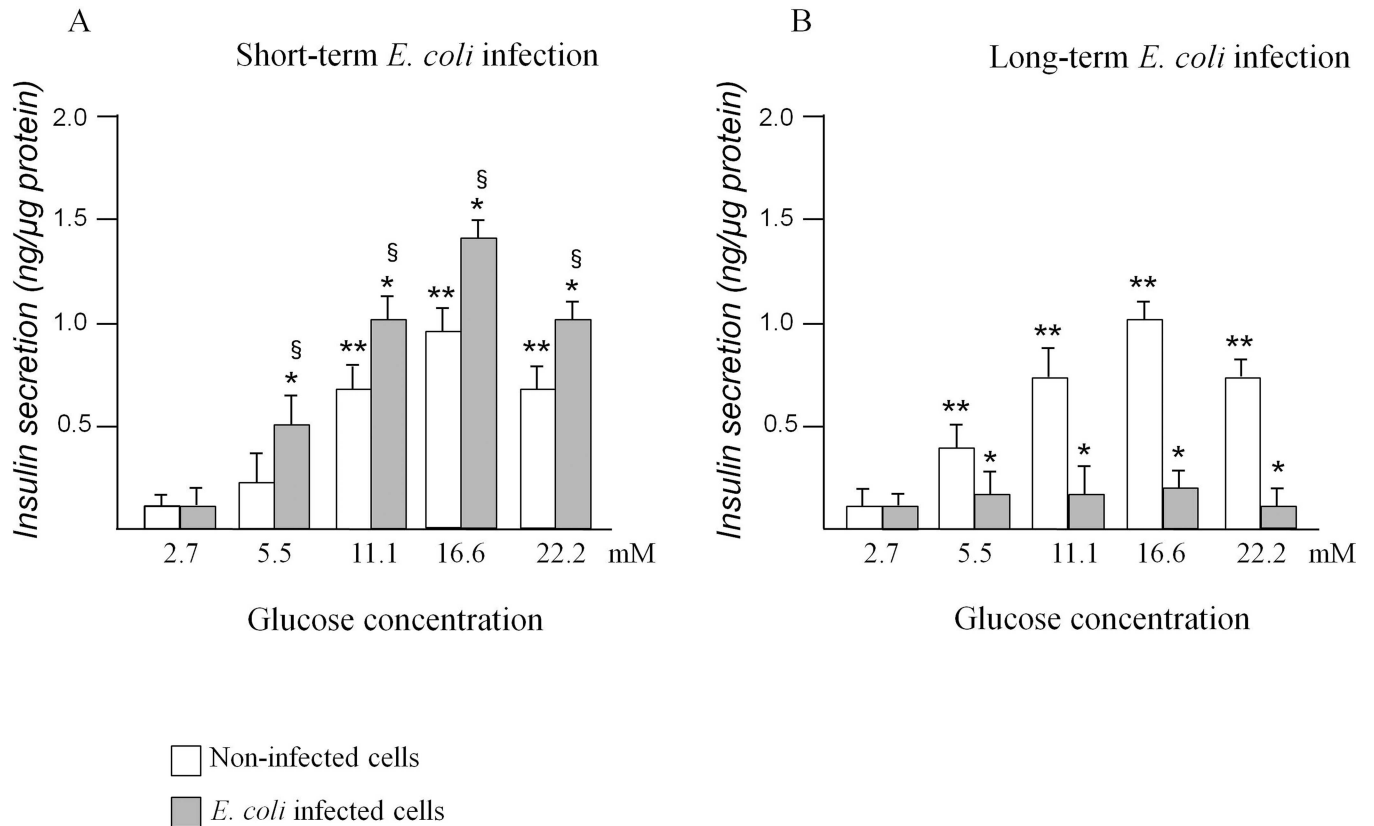 A
Short-term E. coli infection
Insulin secretion (ng/µg protein)
2.0
1.5
1.0
0.5
§
*
**
§
*
**
§
*
**
§
*
2.7 5.5 11.1 16.6 22.2 mM
Glucose concentration
B
Long-term E. coli infection
Insulin secretion (ng/µg protein)
2.0
1.5
1.0
0.5
**
*
**
*
**
*
**
*
2.7 5.5 11.1 16.6 22.2 mM
Glucose concentration
Non-infected cells
E. coli infected cells